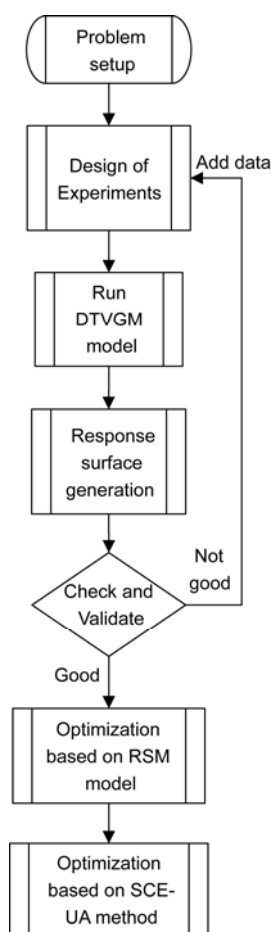 Problem
setup
Design of
Experiments
Add data
Run
DTVGM
model
Response
surface
generation
Check and
Validate
Not
good
Good
Optimization
based on RSM
model
Optimization
based on SCE-
UA method